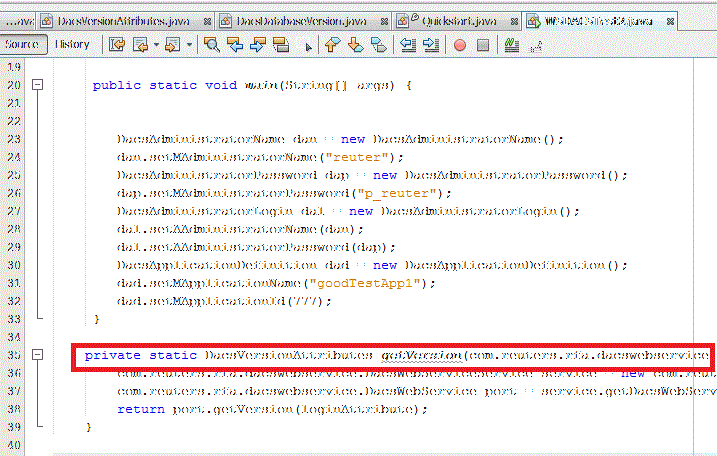 ...ava DacsVersionAttributes.java DacsDatabaseVersion.java Quickstart.java
Source History
19
20 public static void main(String[] args) {
21
22
23 DacsAdministratorName dan = new DacsAdministratorName();
24 dan.setMAdministratorName("reuter");
25 DacsAdministratorPassword dap = new DacsAdministratorPassword();
26 dap.setMAdministratorPassword("p_reuter");
27 DacsAdministratorLogin dal = new DacsAdministratorLogin();
28 dal.setAAdministratorName(dan);
29 dal.setAAdministratorPassword(dap);
30 DacsApplicationDefinition dad = new DacsApplicationDefinition();
31 dad.setMApplicationName("goodTestApp1");
32 dad.setMApplicationId(777);
33 }
34
35 private static DacsVersionAttributes getVersion(com.reuters.rfa.dacswebservice
36 com.reuters.rfa.dacswebservice.DacsWebServiceService service = new com.reut
37 com.reuters.rfa.dacswebservice.DacsWebService port = service.getDacsWebServ
38 return port.getVersion(loginAttribute);
39 }
40